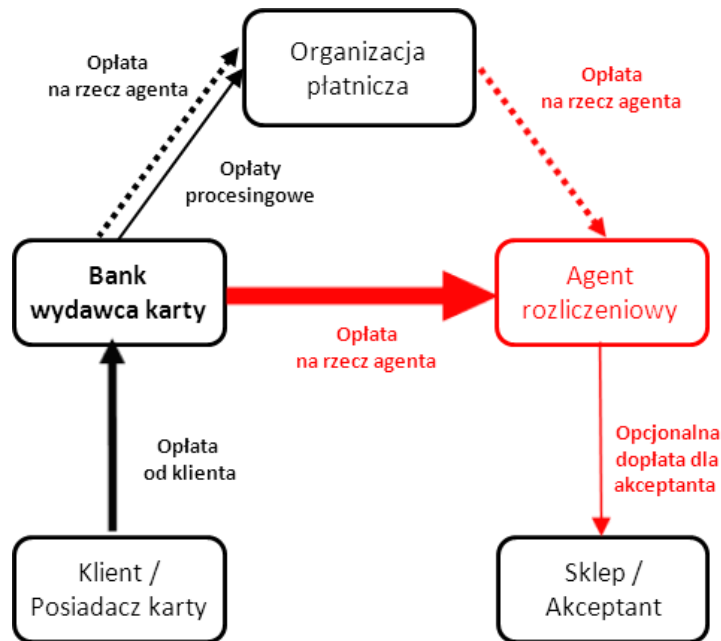 Organizacja
płatnicza
Opłata
na rzecz agenta
Opłata
na rzecz agenta
Opłaty
procesingowe
Bank
wydawca karty
Agent
rozliczeniowy
Opłata
na rzecz agenta
Opłata
od klienta
Opcjonalna
dopłata dla
akceptanta
Klient /
Posiadacz karty
Sklep /
Akceptant